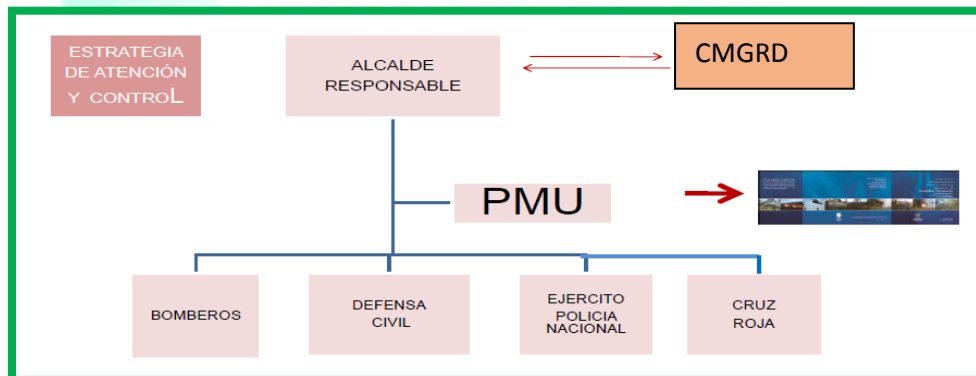 ESTRATEGIA
DE ATENCIÓN
Y CONTROL
ALCALDE
RESPONSABLE
CMGRD
PMU
BOMBEROS
DEFENSA
CIVIL
EJERCITO
POLICIA
NACIONAL
CRUZ
ROJA